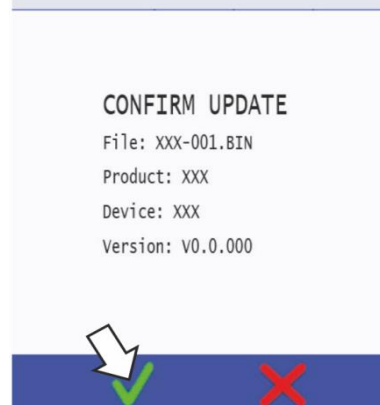 CONFIRM UPDATE
File: XXX-001.BIN
Product: XXX
Device: XXX
Version: V0.0.000